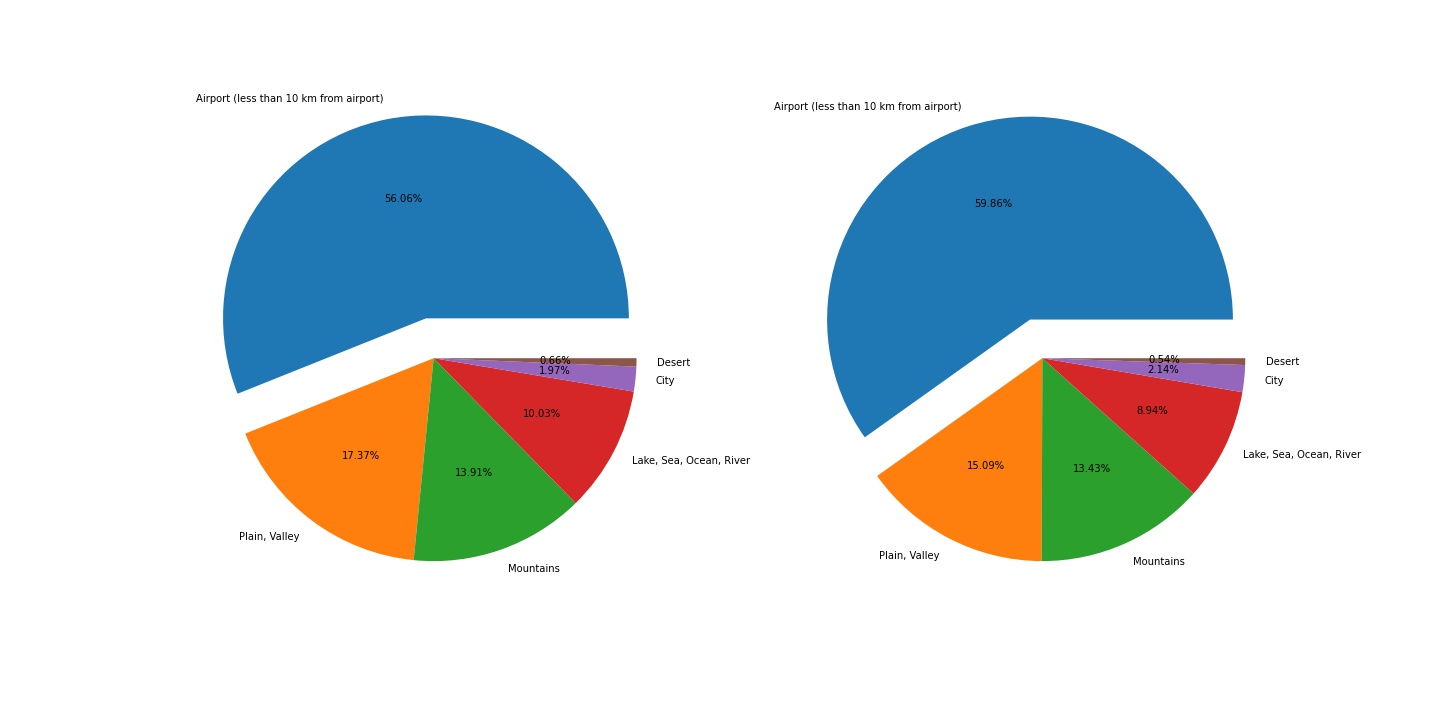 Airport (less than 10 km from airport)
56.06%
0.66%
Desert
1.97%
City
10.03%
17.37%
Lake, Sea, Ocean, River
13.91%
Plain, Valley
Mountains
Airport (less than 10 km from airport)
59.86%
0.54%
Desert
2.14%
City
8.94%
Lake, Sea, Ocean, River
15.09%
13.43%
Plain, Valley
Mountains